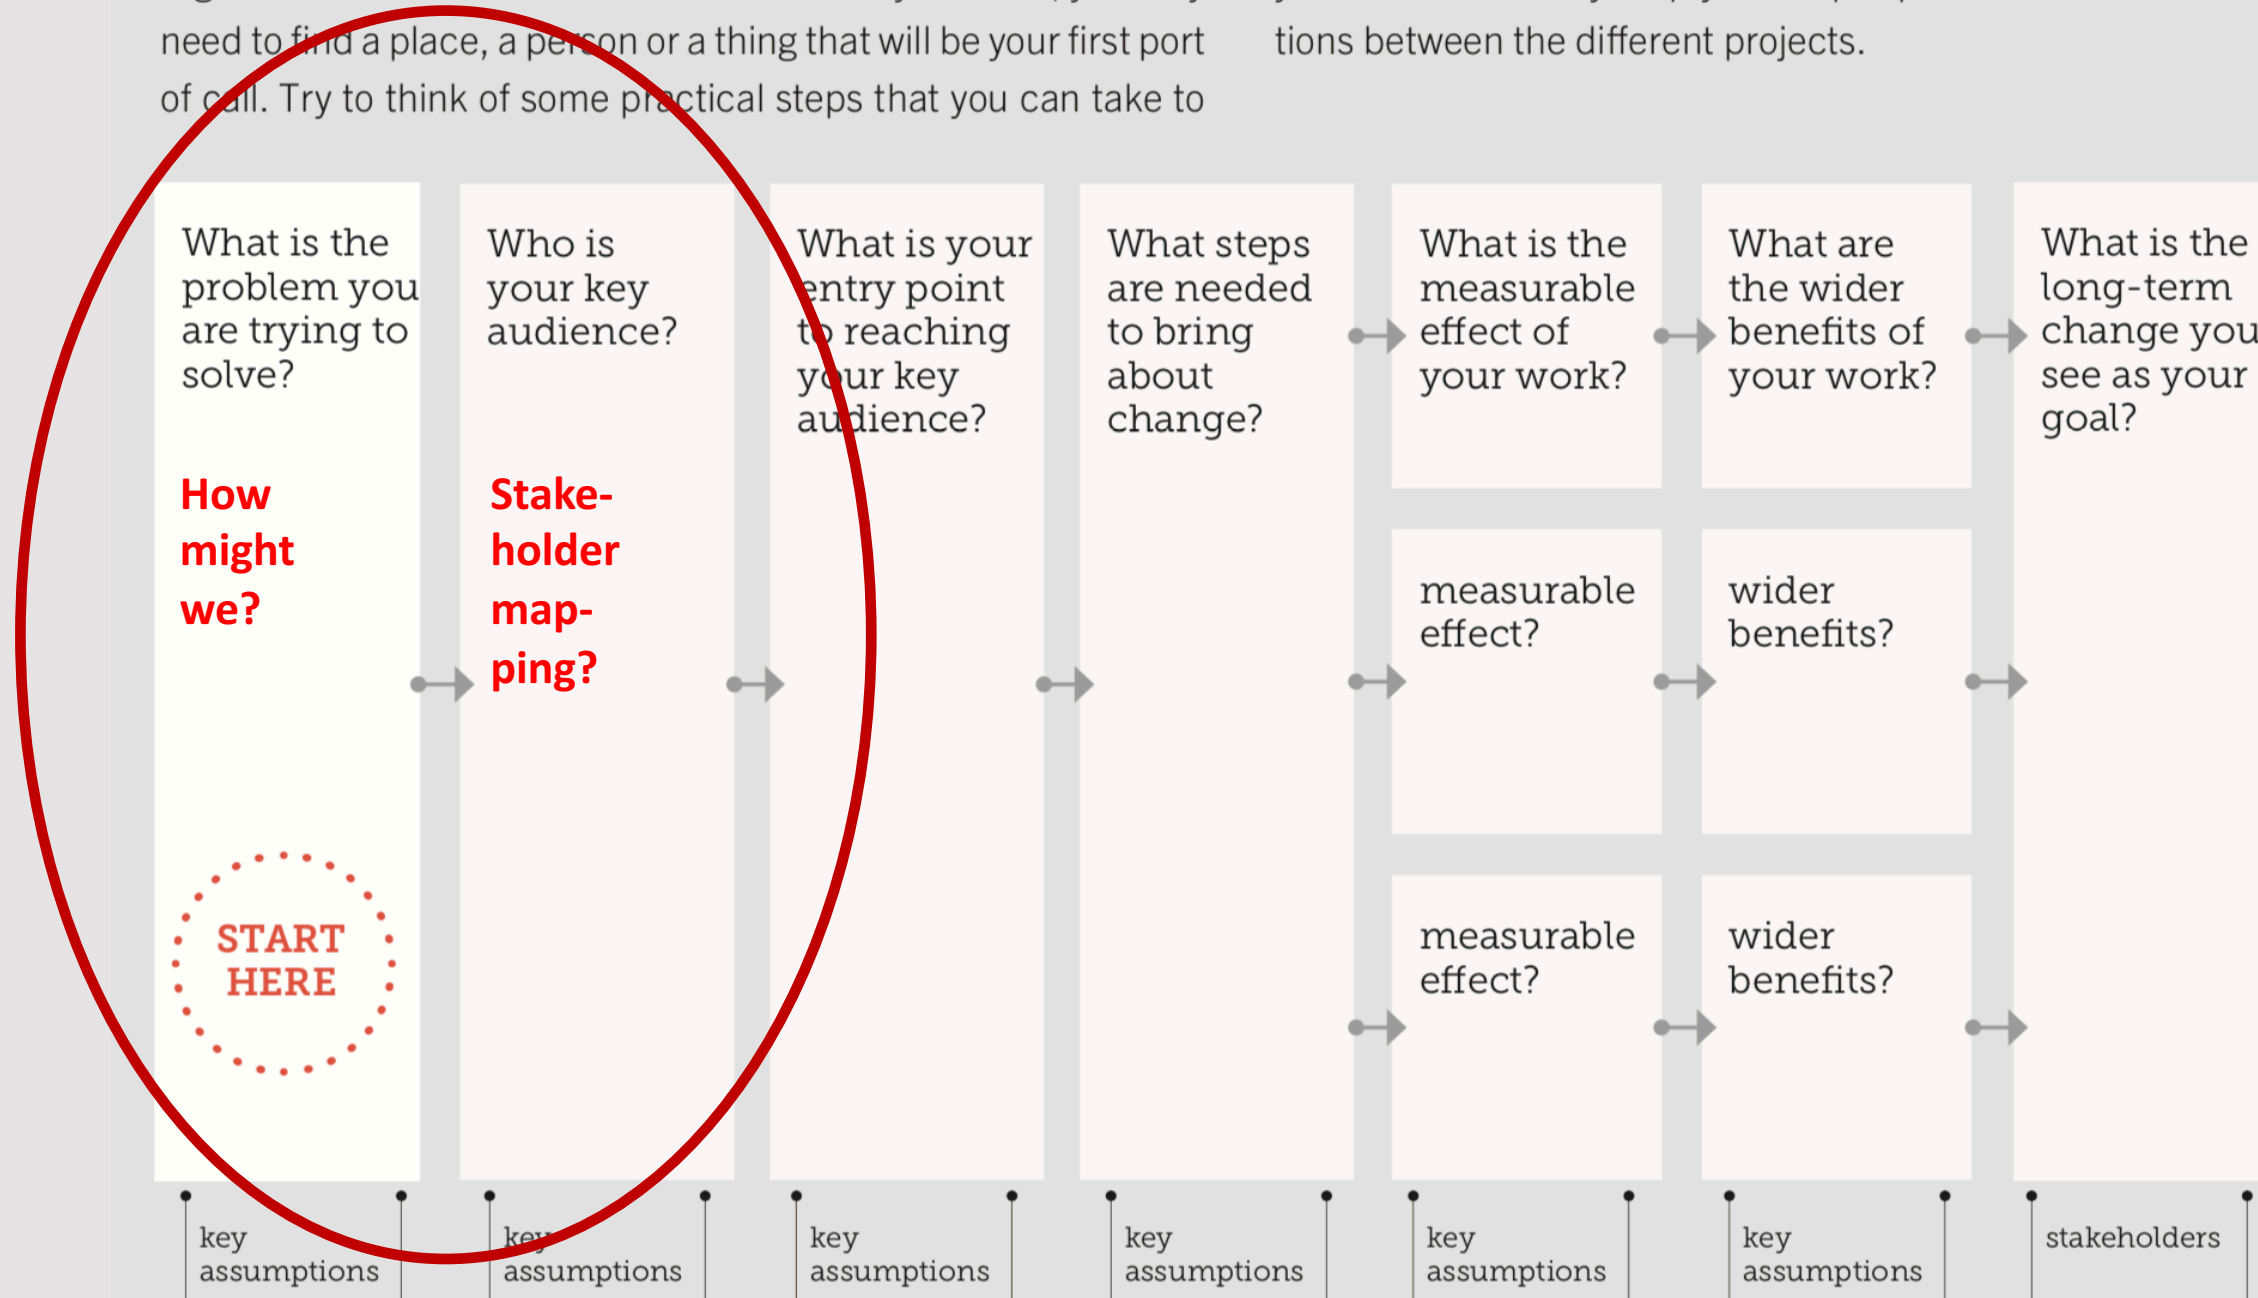 need to find a place, a person or a thing that will be your first port
of call. Try to think of some practical steps that you can take to
tions between the different projects.
What is the
problem you
are trying to
solve?
How
might
we?
START
HERE
Who is
your key
audience?
Stake-
holder
map-
ping?
What is your
entry point
to reaching
your key
audience?
What steps
are needed
to bring
about
change?
What is the
measurable
effect of
your work?
What are
the wider
benefits of
your work?
What is the
long-term
change you
see as your
goal?
measurable
effect?
wider
benefits?
measurable
effect?
wider
benefits?
key
assumptions
key
assumptions
key
assumptions
key
assumptions
key
assumptions
key
assumptions
stakeholders